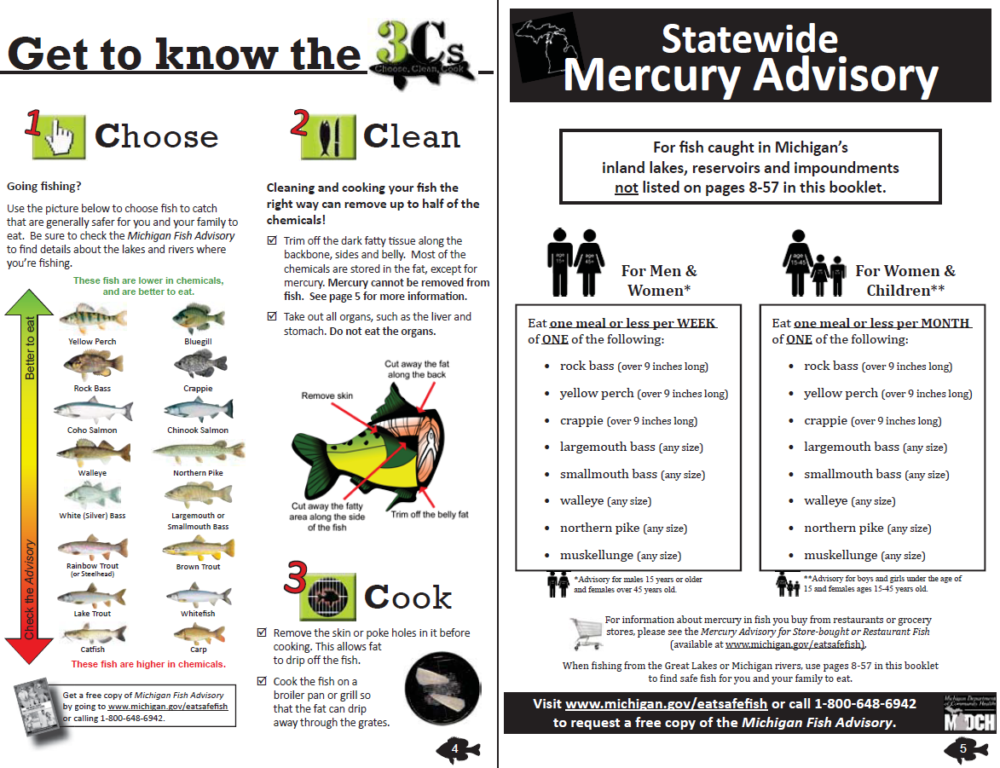 Get to know the 3Cs
Choose, Clean, Cook
1 Choose
Going fishing?
Use the picture below to choose fish to catch
that are generally safer for you and your family to
eat. Be sure to check the Michigan Fish Advisory
to find details about the lakes and rivers where
you're fishing.
These fish are lower in chemicals,
and are better to eat.
Better to eat
Check the Advisory
Yellow Perch
Bluegill
Rock Bass
Crappie
Coho Salmon
Chinook Salmon
Walleye
Northern Pike
White (Silver) Bass
Largemouth or
Smallmouth Bass
Rainbow Trout
(or Steelhead)
Brown Trout
Lake Trout
Whitefish
Catfish
Carp
These fish are higher in chemicals.
Get a free copy of Michigan Fish Advisory
by going to www.michigan.gov/eatsafefish
or calling 1-800-648-6942.
2 Clean
Cleaning and cooking your fish the
right way can remove up to half of the
chemicals!
Trim off the dark fatty tissue along the
backbone, sides and belly. Most of the
chemicals are stored in the fat, except for
mercury. Mercury cannot be removed from
fish. See page 5 for more information.
Take out all organs, such as the liver and
stomach. Do not eat the organs.
Cut away the fat
along the back
Remove skin
Cut away the fatty
area along the side
of the fish
Trim off the belly fat
3 Cook
Remove the skin or poke holes in it before
cooking. This allows fat
to drip off the fish.
Cook the fish on a
broiler pan or grill so
that the fat can drip
away through the grates.
4
Statewide
Mercury Advisory
For fish caught in Michigan's
inland lakes, reservoirs and impoundments
not listed on pages 8-57 in this booklet.
age
15+
age
45+
For Men &
Women*
Eat one meal or less per WEEK
of ONE of the following:
• rock bass (over 9 inches long)
• yellow perch (over 9 inches long)
• crappie (over 9 inches long)
• largemouth bass (any size)
• smallmouth bass (any size)
• walleye (any size)
• northern pike (any size)
• muskellunge (any size)
*Advisory for males 15 years or older
and females over 45 years old.
age
15-45
For Women &
Children**
Eat one meal or less per MONTH
of ONE of the following:
• rock bass (over 9 inches long)
• yellow perch (over 9 inches long)
• crappie (over 9 inches long)
• largemouth bass (any size)
• smallmouth bass (any size)
• walleye (any size)
• northern pike (any size)
• muskellunge (any size)
**Advisory for boys and girls under the age of
15 and females ages 15-45 years old.
For information about mercury in fish you buy from restaurants or grocery
stores, please see the Mercury Advisory for Store-bought or Restaurant Fish
(available at www.michigan.gov/eatsafefish).
When fishing from the Great Lakes or Michigan rivers, use pages 8-57 in this booklet
to find safe fish for you and your family to eat.
Visit www.michigan.gov/eatsafefish or call 1-800-648-6942
to request a free copy of the Michigan Fish Advisory.
Michigan Department
of Community Health
MDCH
5